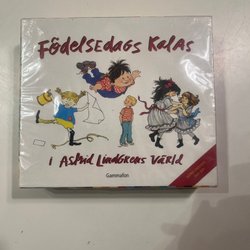 FÖDELSEDAGS KALAS
I ASTRID LINDGRENS VÄRLD
Gammafon